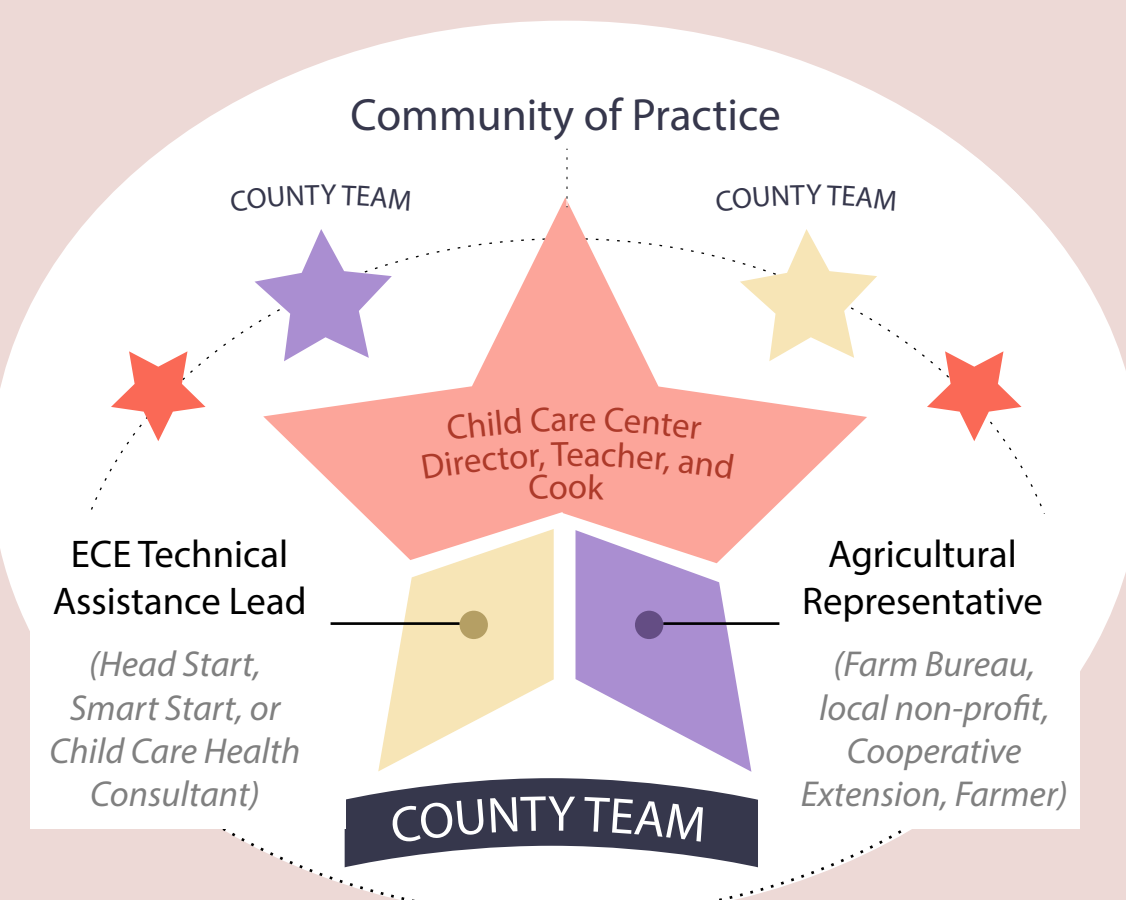 Community of Practice
COUNTY TEAM
COUNTY TEAM
Child Care Center
Director, Teacher, and
Cook
ECE Technical
Assistance Lead
(Head Start,
Smart Start, or
Child Care Health
Consultant)
Agricultural
Representative
(Farm Bureau,
local non-profit,
Cooperative
Extension, Farmer)
COUNTY TEAM